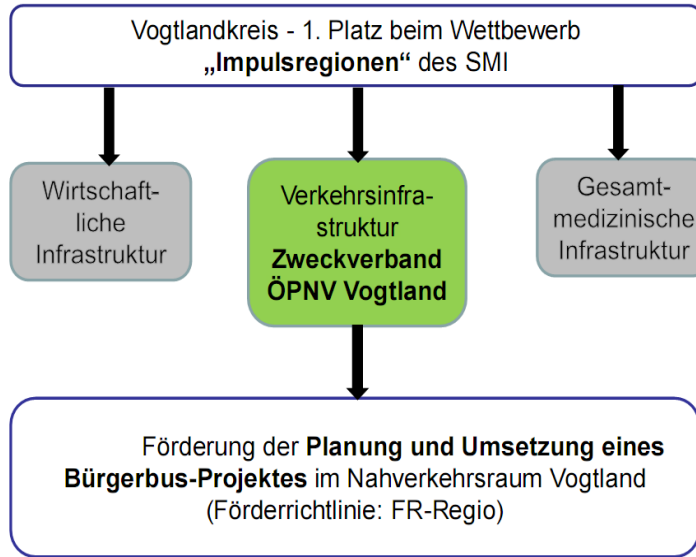 Vogtlandkreis - 1. Platz beim Wettbewerb
„Impulsregionen“ des SMI
Wirtschaft-
liche
Infrastruktur
Verkehrsinfra-
struktur
Zweckverband
ÖPNV Vogtland
Gesamt-
medizinische
Infrastruktur
Förderung der Planung und Umsetzung eines
Bürgerbus-Projektes im Nahverkehrsraum Vogtland
(Förderrichtlinie: FR-Regio)